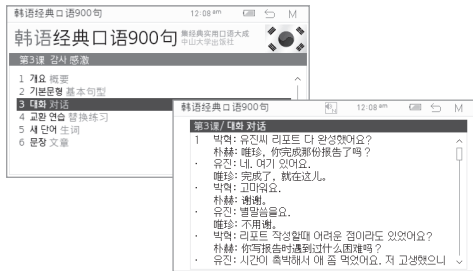 韩语经典口语900句
12:08 am
M
韩语经典口语900句
集经典实用口语大成
中山大学出版社
第3课 감사 感激
1 개요 概要
2 기본문형 基本句型
3 대화 对话
4 교환 연습 替换练习
5 새 단어 生词
6 문장 文章
韩语经典口语900句
12:08 am
M
第3课/ 대화 对话
1 박혁: 유진씨 리포트 다 완성했어요?
朴赫: 唯珍, 你完成那份报告了吗?
· 유진: 네. 여기 있어요.
唯珍: 完成了, 就在这儿。
· 박혁: 고마워요.
朴赫: 谢谢。
· 유진: 별말씀을요.
唯珍: 不用谢。
· 박혁: 리포트 작성할때 어려운 점이라도 있었어요?
朴赫: 你写报告时遇到过什么困难吗?
· 유진: 시간이 촉박해서 애 좀 먹었어요. 저 고생했으니